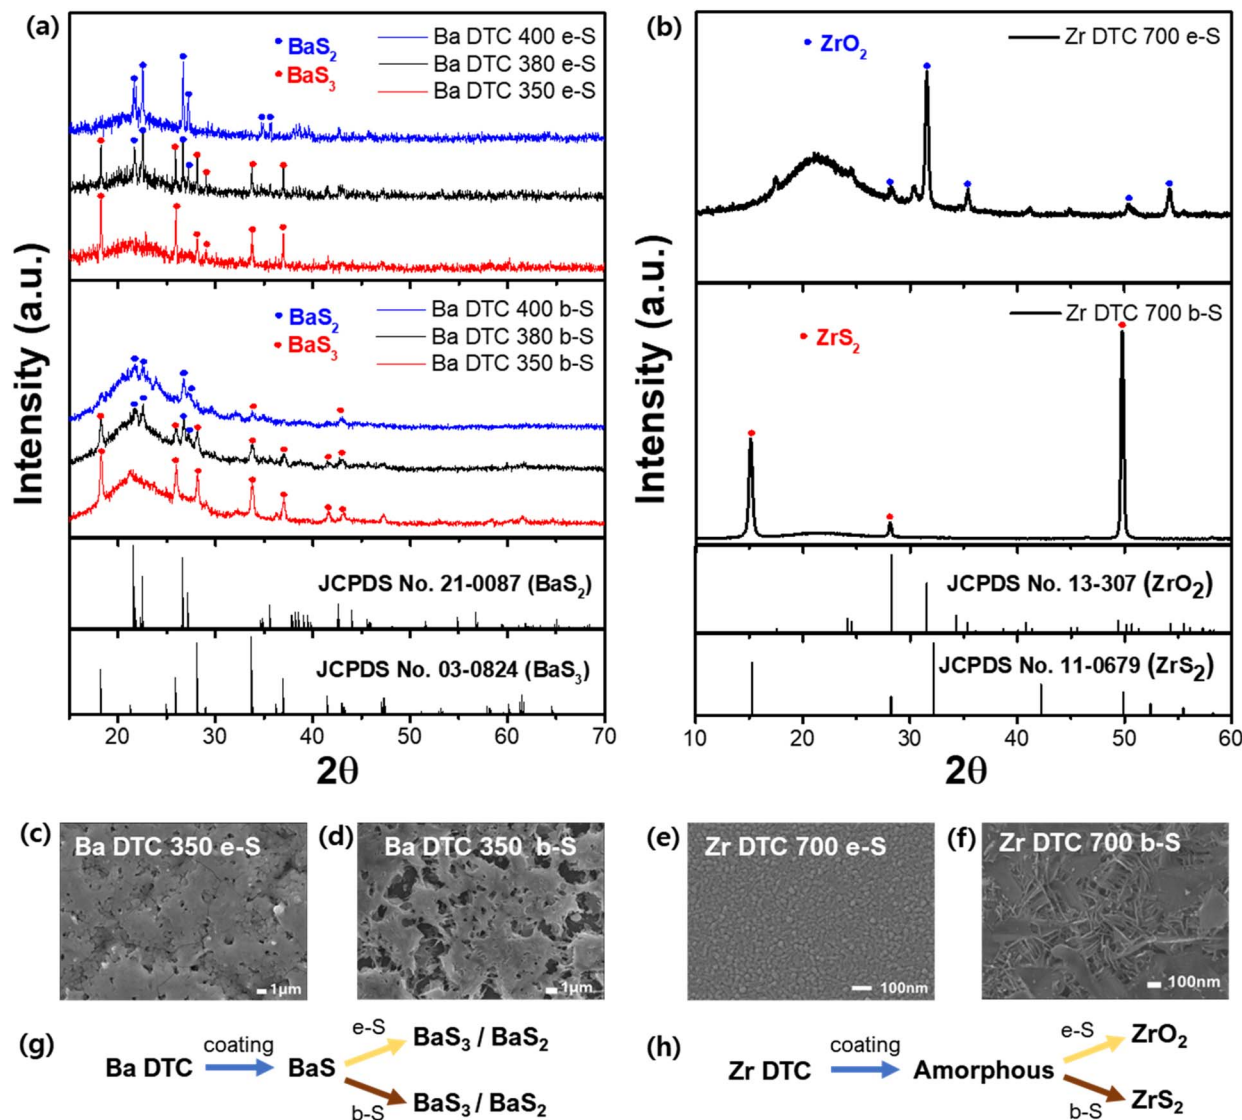 (a)
BaS2
BaS3
Ba DTC 400 e-S
Ba DTC 380 e-S
Ba DTC 350 e-S
BaS2
BaS3
Ba DTC 400 b-S
Ba DTC 380 b-S
Ba DTC 350 b-S
Intensity (a.u.)
JCPDS No. 21-0087 (BaS2)
JCPDS No. 03-0824 (BaS3)
20 30 40 50 60 70
2θ
(b)
ZrO2
Zr DTC 700 e-S
ZrS2
Zr DTC 700 b-S
Intensity (a.u.)
JCPDS No. 13-307 (ZrO2)
JCPDS No. 11-0679 (ZrS2)
10 20 30 40 50 60
2θ
(c)
Ba DTC 350 e-S
1μm
(d)
Ba DTC 350 b-S
1μm
(e)
Zr DTC 700 e-S
100nm
(f)
Zr DTC 700 b-S
100nm
(g)
Ba DTC
coating
BaS
e-S
BaS3 / BaS2
b-S
BaS3 / BaS2
(h)
Zr DTC
coating
Amorphous
e-S
ZrO2
b-S
ZrS2